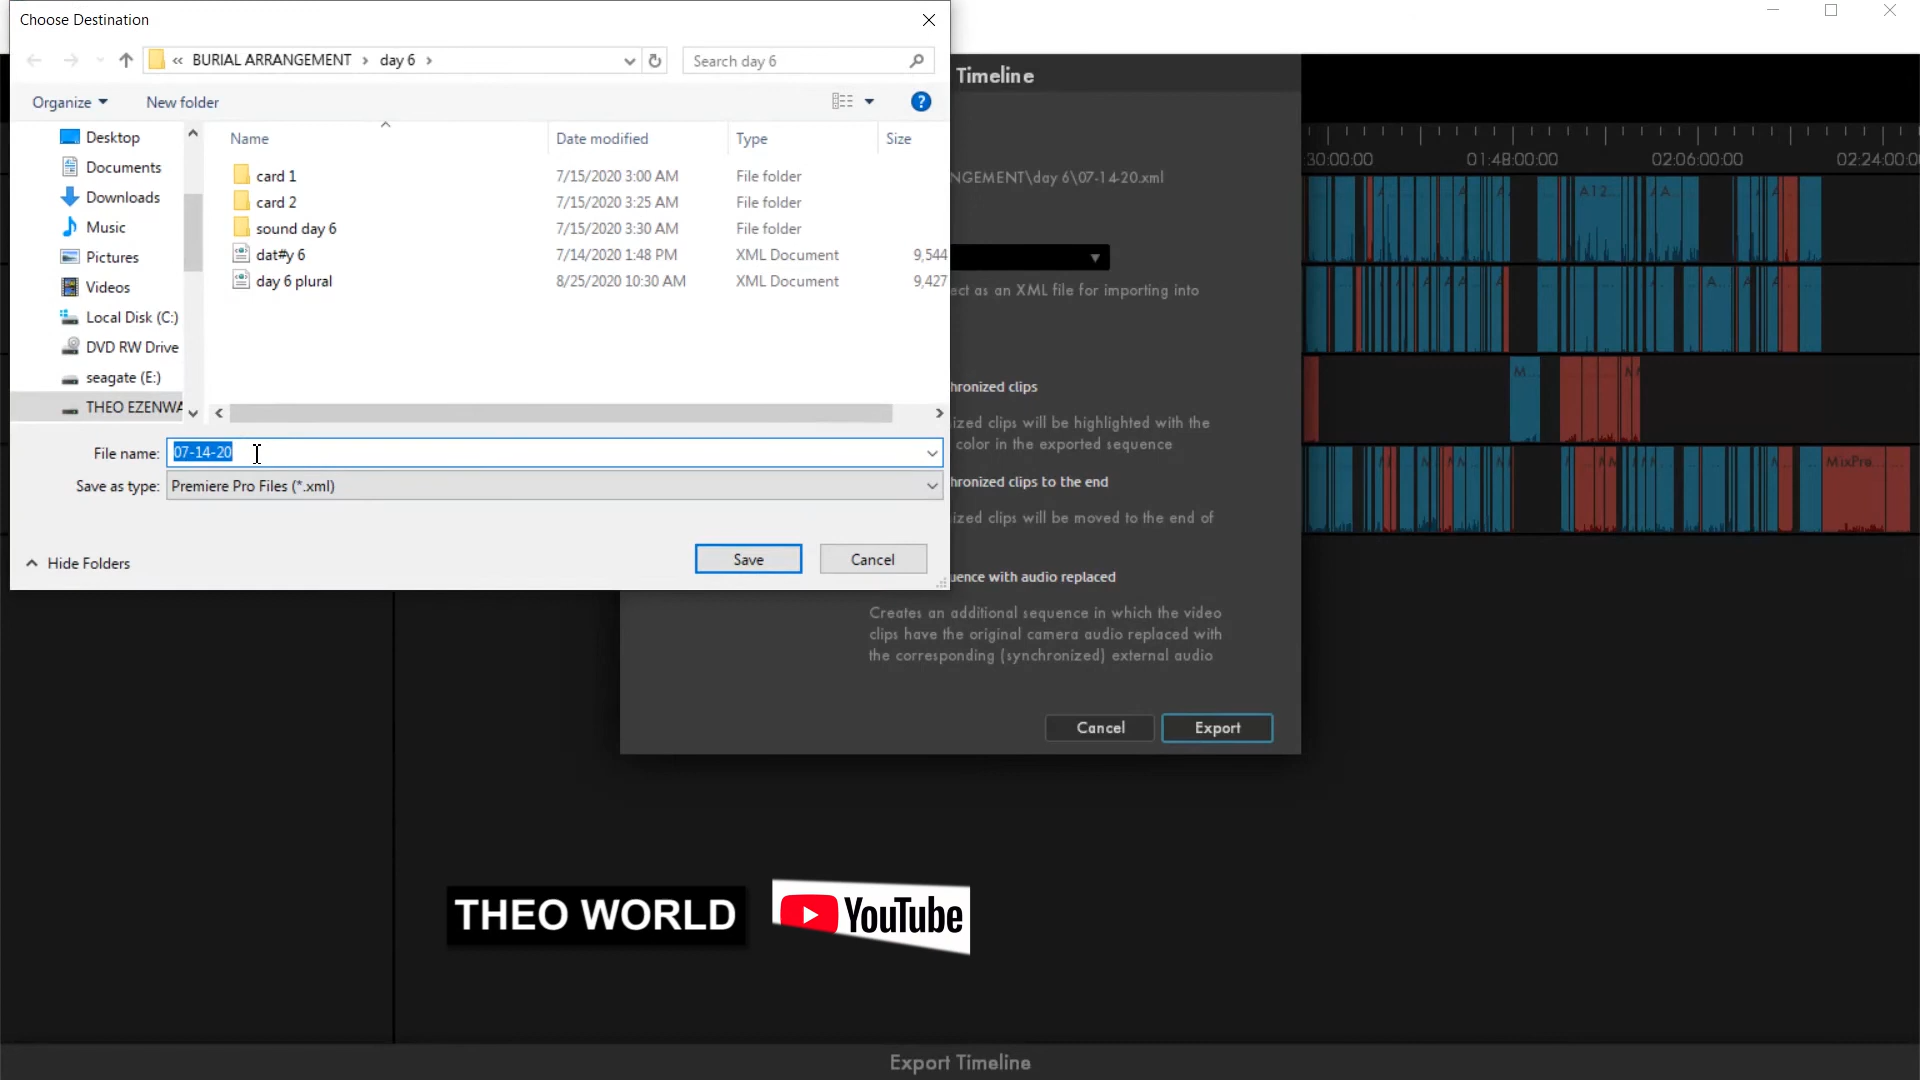 Choose Destination
« BURIAL ARRANGEMENT › day 6 ›
Search day 6
Organize
New folder
?
Desktop
Documents
Downloads
Music
Pictures
Videos
Local Disk (C:)
DVD RW Drive
seagate (E:)
THEO EZENWA
Name Date modified Type Size
card 1 7/15/2020 3:00 AM File folder
card 2 7/15/2020 3:25 AM File folder
sound day 6 7/15/2020 3:30 AM File folder
dat#y 6 7/14/2020 1:48 PM XML Document 9,544
day 6 plural 8/25/2020 10:30 AM XML Document 9,427
File name: 07-14-20
Save as type: Premiere Pro Files (*.xml)
Hide Folders
Save
Cancel
Timeline
NGEMENT\day 6\07-14-20.xml
ect as an XML file for importing into
hronized clips
ized clips will be highlighted with the
color in the exported sequence
hronized clips to the end
ized clips will be moved to the end of
uence with audio replaced
Creates an additional sequence in which the video
clips have the original camera audio replaced with
the corresponding (synchronized) external audio
Cancel
Export
:30:00:00 01:48:00:00 02:06:00:00 02:24:00:0
A12...
MixPre...
THEO WORLD
YouTube
Export Timeline